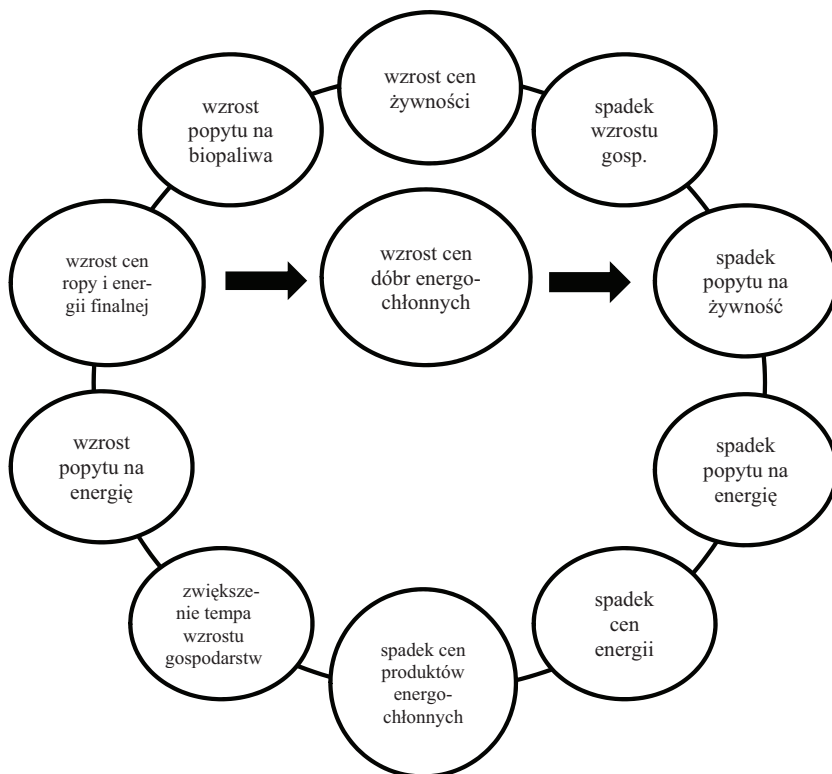 wzrost cen
żywności
wzrost
popytu na
biopaliwa
spadek
wzrostu
gosp.
wzrost cen
ropy i ener-
gii finalnej
wzrost cen
dóbr energo-
chłonnych
spadek
popytu na
żywność
wzrost
popytu na
energię
spadek
popytu na
energię
zwiększe-
nie tempa
wzrostu
gospodarstw
spadek cen
produktów
energo-
chłonnych
spadek
cen
energii